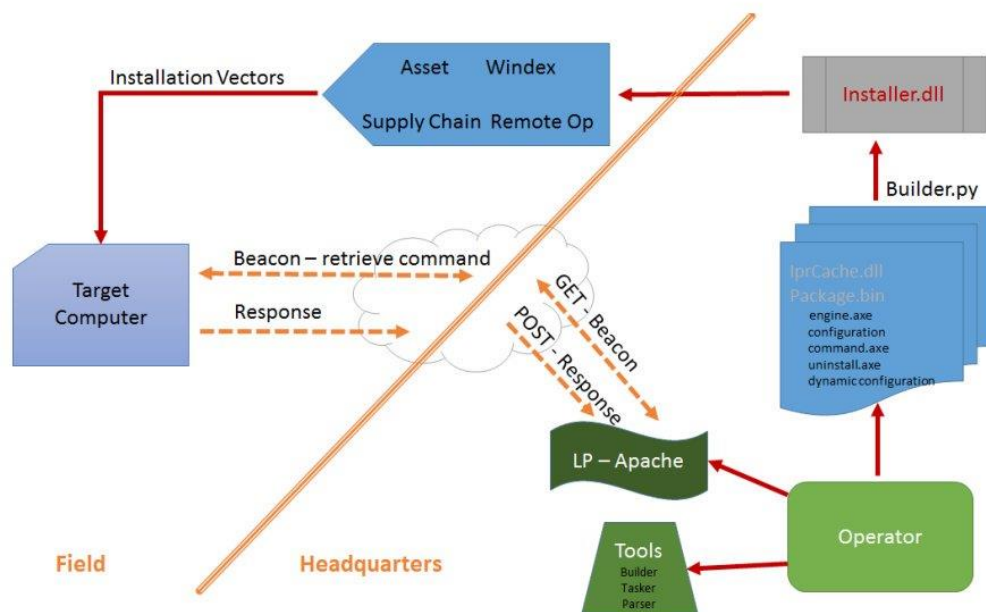 Installation Vectors
Asset Windex
Supply Chain Remote Op
Installer.dll
Builder.py
IprCache.dll
Package.bin
engine.axe
configuration
command.axe
uninstall.axe
dynamic configuration
Target
Computer
Beacon – retrieve command
Response
GET - Beacon
POST - Response
LP – Apache
Operator
Tools
Builder
Tasker
Parser
Field
Headquarters